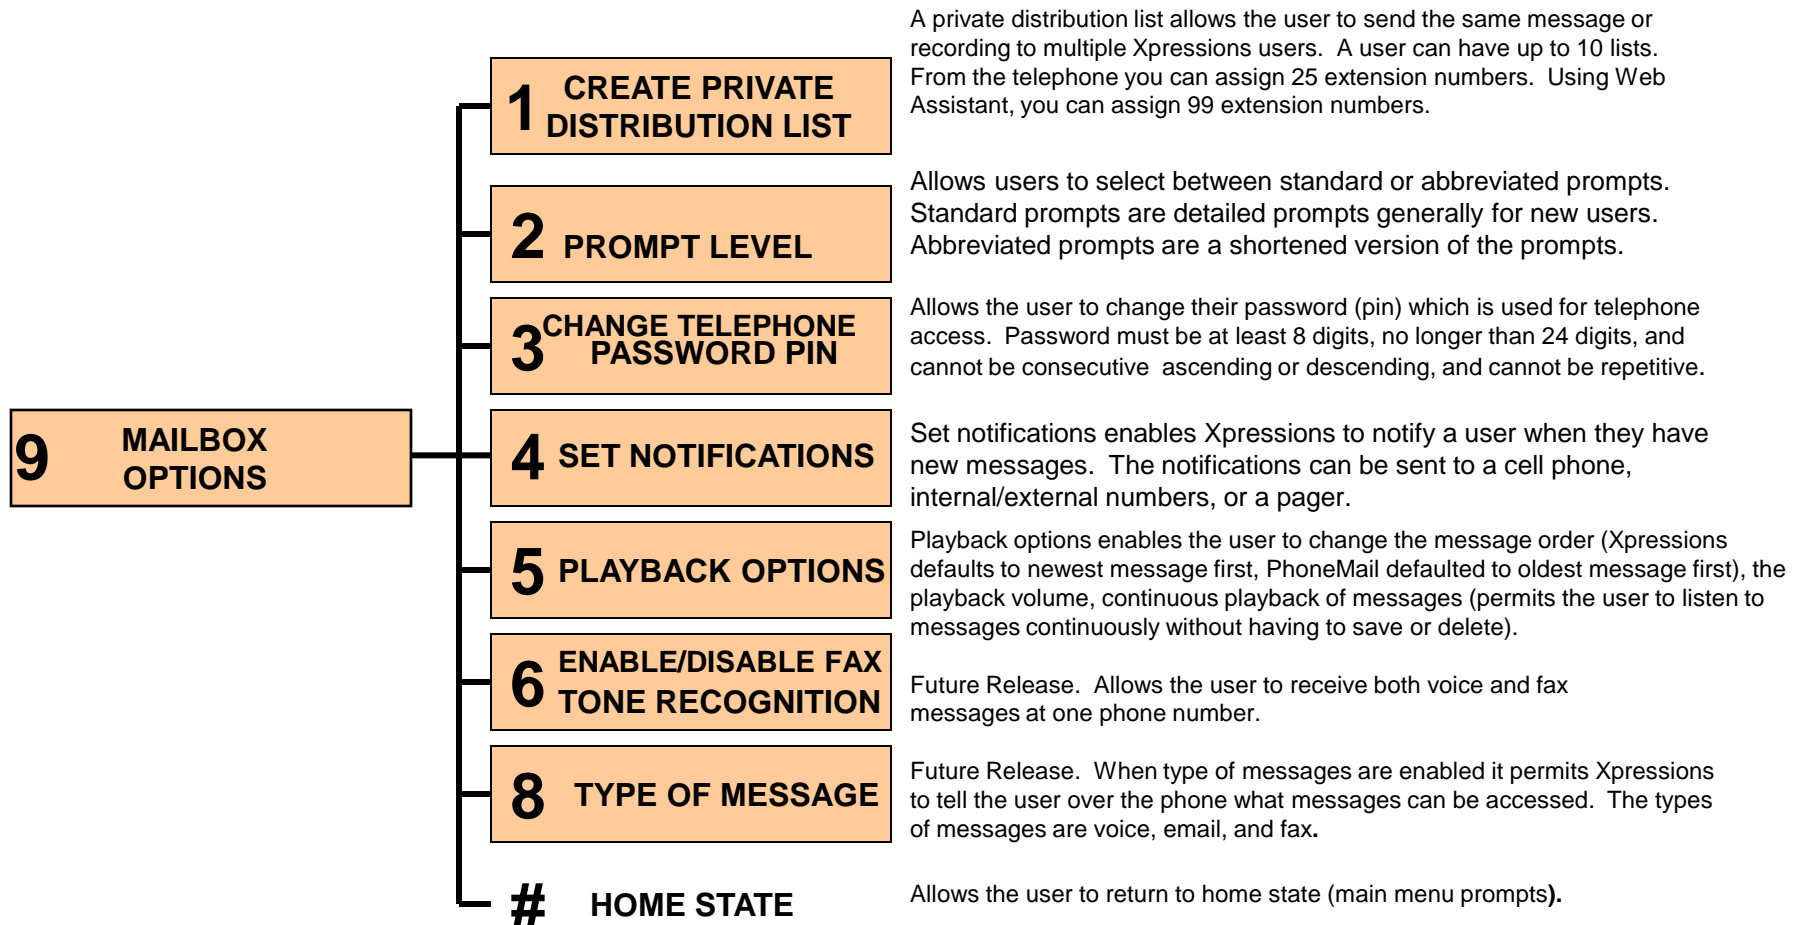 A private distribution list allows the user to send the same message or
recording to multiple Xpressions users.  A user can have up to 10 lists.
From the telephone you can assign 25 extension numbers.  Using Web
Assistant, you can assign 99 extension numbers.
1 CREATE PRIVATE
DISTRIBUTION LIST
Allows users to select between standard or abbreviated prompts.
Standard prompts are detailed prompts generally for new users.
Abbreviated prompts are a shortened version of the prompts.
2 PROMPT LEVEL
Allows the user to change their password (pin) which is used for telephone
access.  Password must be at least 8 digits, no longer than 24 digits, and
cannot be consecutive  ascending or descending, and cannot be repetitive.
3 CHANGE TELEPHONE
PASSWORD PIN
9 MAILBOX
OPTIONS
4 SET NOTIFICATIONS
Set notifications enables Xpressions to notify a user when they have
new messages.  The notifications can be sent to a cell phone,
internal/external numbers, or a pager.
5 PLAYBACK OPTIONS
Playback options enables the user to change the message order (Xpressions
defaults to newest message first, PhoneMail defaulted to oldest message first), the
playback volume, continuous playback of messages (permits the user to listen to
messages continuously without having to save or delete).
6 ENABLE/DISABLE FAX
TONE RECOGNITION
Future Release.  Allows the user to receive both voice and fax
messages at one phone number.
8 TYPE OF MESSAGE
Future Release.  When type of messages are enabled it permits Xpressions
to tell the user over the phone what messages can be accessed.  The types
of messages are voice, email, and fax.
# HOME STATE
Allows the user to return to home state (main menu prompts).